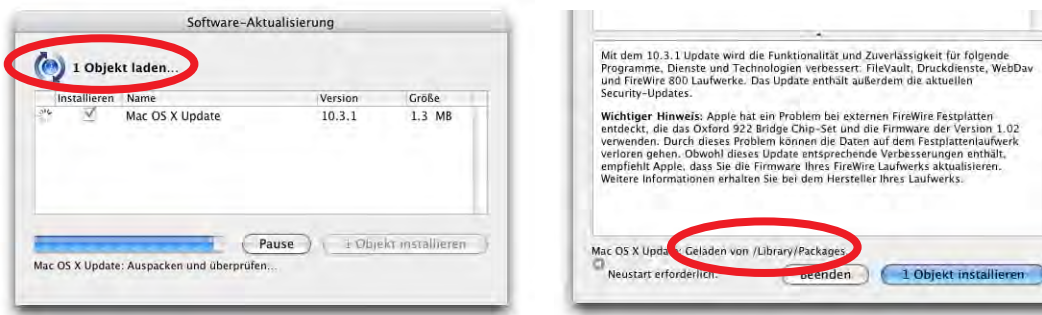 Software-Aktualisierung
1 Objekt laden...
Installieren Name Version Größe
Mac OS X Update 10.3.1 1.3 MB
Pause 1 Objekt installieren
Mac OS X Update: Auspacken und überprüfen...
Mit dem 10.3.1 Update wird die Funktionalität und Zuverlässigkeit für folgende
Programme, Dienste und Technologien verbessert: FileVault, Druckdienste, WebDav
und FireWire 800 Laufwerke. Das Update enthält außerdem die aktuellen
Security-Updates.
Wichtiger Hinweis: Apple hat ein Problem bei externen FireWire Festplatten
entdeckt, die das Oxford 922 Bridge Chip-Set und die Firmware der Version 1.02
verwenden. Durch dieses Problem können die Daten auf dem Festplattenlaufwerk
verloren gehen. Obwohl dieses Update entsprechende Verbesserungen enthält,
empfiehlt Apple, dass Sie die Firmware Ihres FireWire Laufwerks aktualisieren.
Weitere Informationen erhalten Sie bei dem Hersteller Ihres Laufwerks.
Mac OS X Update: Geladen von /Library/Packages
Neustart erforderlich. Beenden 1 Objekt installieren